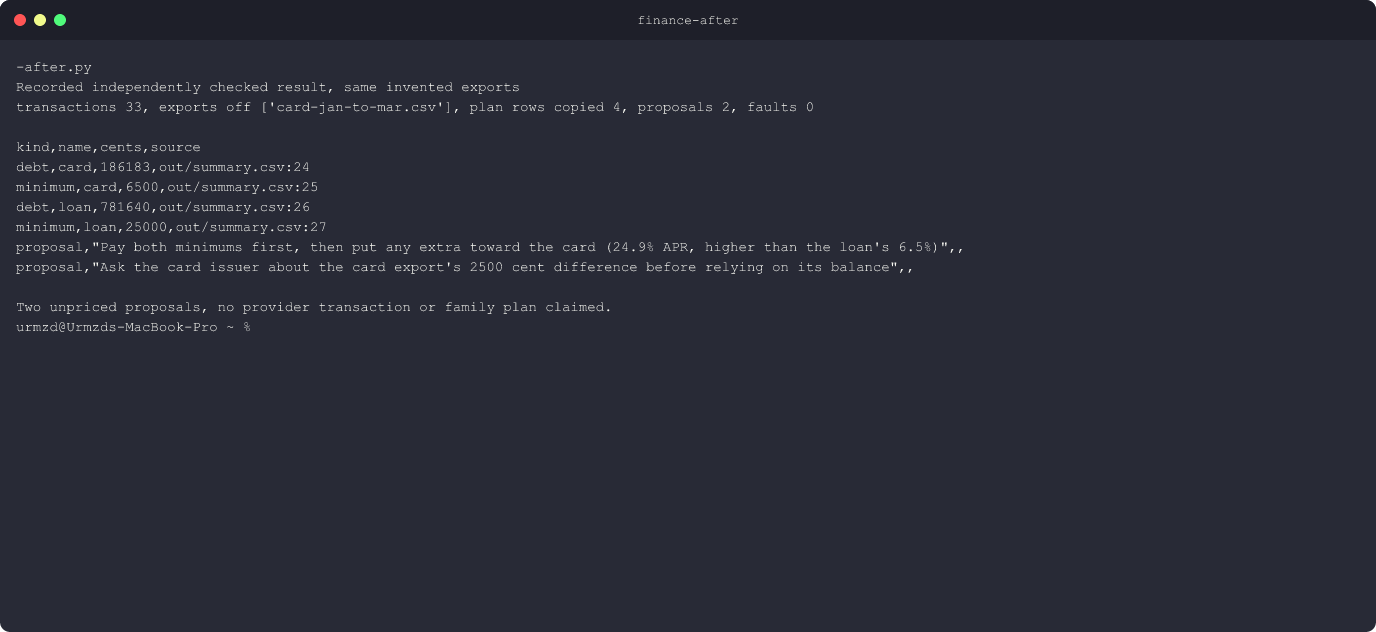 finance-after
-after.py
Recorded independently checked result, same invented exports
transactions 33, exports off ['card-jan-to-mar.csv'], plan rows copied 4, proposals 2, faults 0
kind,name,cents,source
debt,card,186183,out/summary.csv:24
minimum,card,6500,out/summary.csv:25
debt,loan,781640,out/summary.csv:26
minimum,loan,25000,out/summary.csv:27
proposal,"Pay both minimums first, then put any extra toward the card (24.9% APR, higher than the loan's 6.5%)",,
proposal,"Ask the card issuer about the card export's 2500 cent difference before relying on its balance",,
Two unpriced proposals, no provider transaction or family plan claimed.
urmzd@Urmzds-MacBook-Pro ~ %